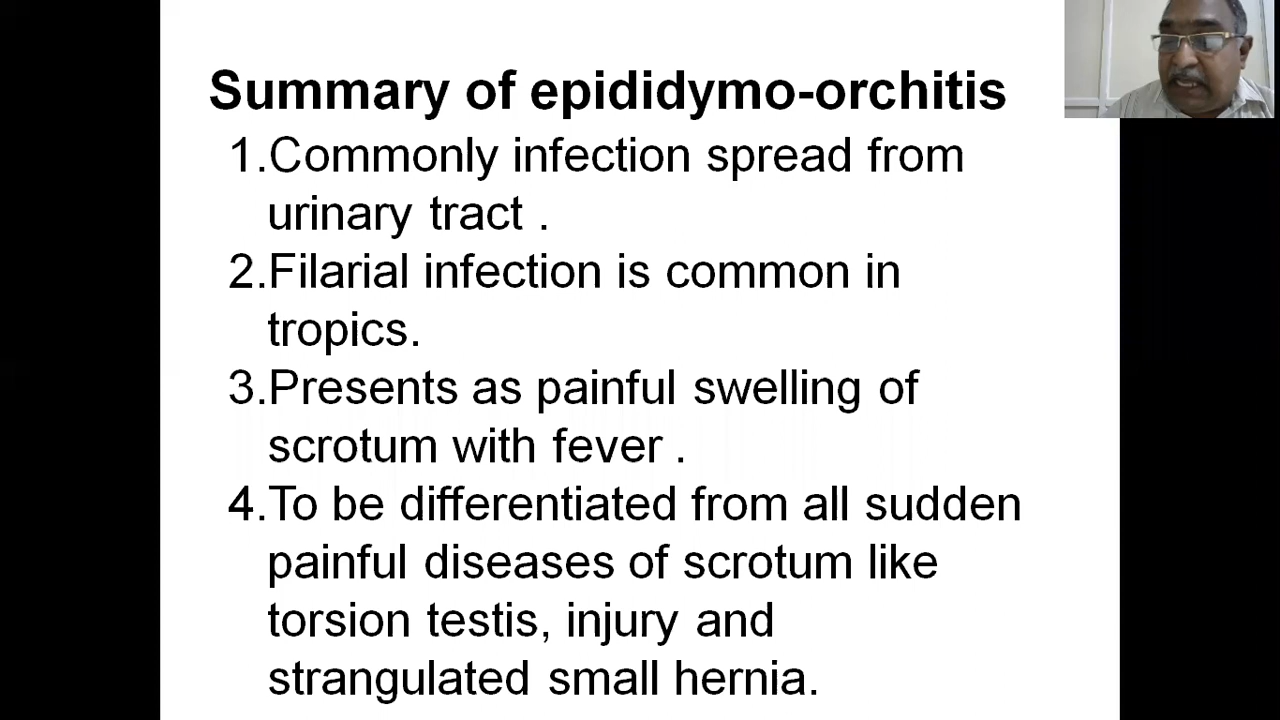 Summary of epididymo-orchitis
1.Commonly infection spread from
urinary tract .
2.Filarial infection is common in
tropics.
3.Presents as painful swelling of
scrotum with fever .
4.To be differentiated from all sudden
painful diseases of scrotum like
torsion testis, injury and
strangulated small hernia.